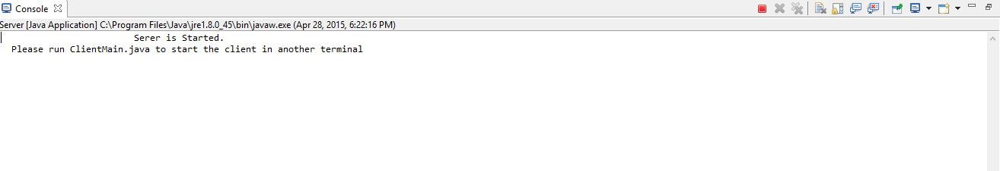 Console
Server [Java Application] C:\Program Files\Java\jre1.8.0_45\bin\javaw.exe (Apr 28, 2015, 6:22:16 PM)
Serer is Started.
Please run ClientMain.java to start the client in another terminal